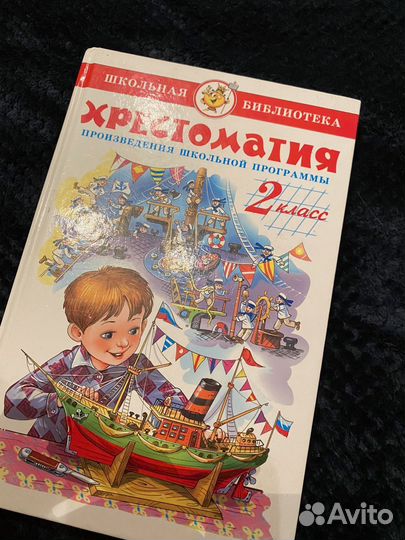 ШКОЛЬНАЯ БИБЛИОТЕКА
ХРЕСТОМАТИЯ
ПРОИЗВЕДЕНИЯ ШКОЛЬНОЙ ПРОГРАММЫ
2 класс
Avito